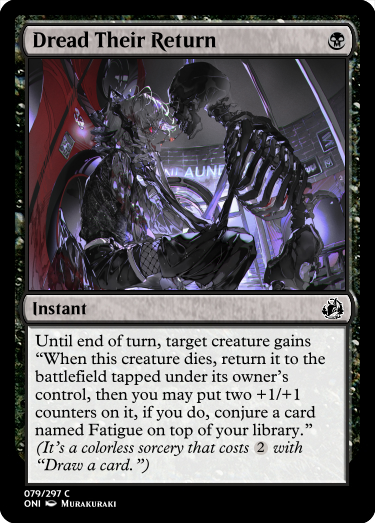 Dread Their Return
LAUN
Instant
Until end of turn, target creature gains
“When this creature dies, return it to the
battlefield tapped under its owner’s
control, then you may put two +1/+1
counters on it, if you do, conjure a card
named Fatigue on top of your library.”
(It’s a colorless sorcery that costs 2 with
“Draw a card.”)
079/297 C
ONI Murakuraki